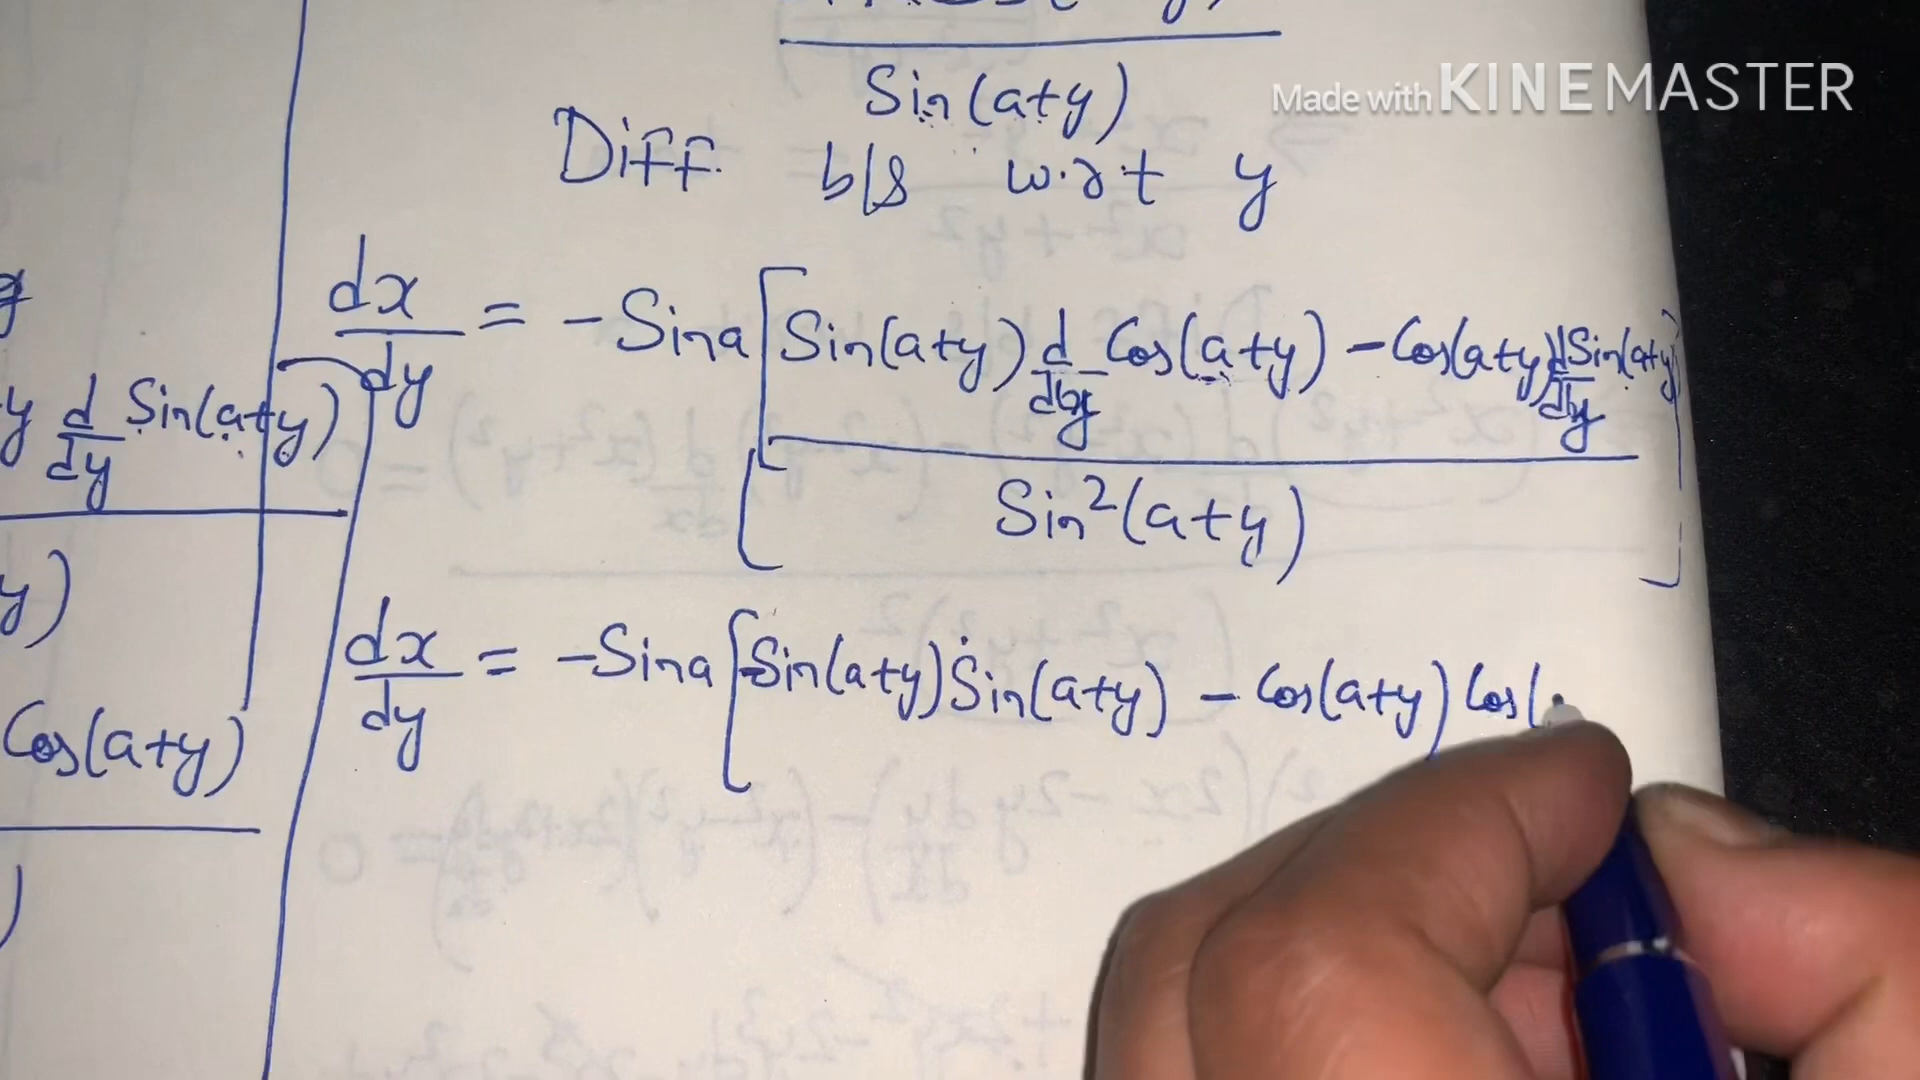 Made with KINEMASTER
Sin(a+y)
Diff. b/s w.r.t y
dx/dy = -Sina [Sin(a+y) d/dy Cos(a+y) - Cos(a+y) d/dy Sin(a+y)]
Sin²(a+y)
dx/dy = -Sina [-Sin(a+y) Sin(a+y) - Cos(a+y) Cos(
y d/dy Sin(a+y)
y)
Cos(a+y)
)